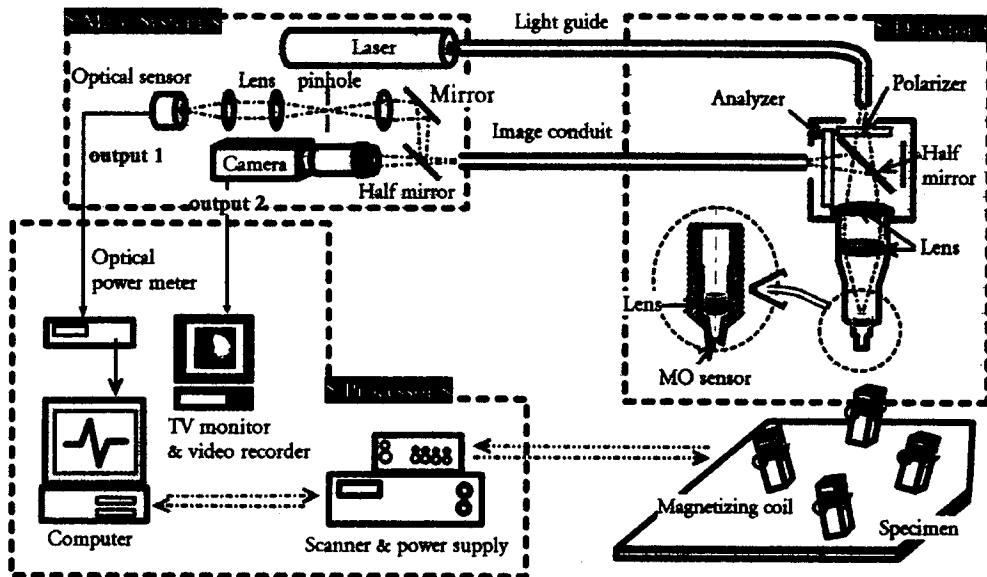 Light guide
Laser
Optical sensor
Lens
pinhole
Mirror
Polarizer
Analyzer
Image conduit
output 1
Camera
Half mirror
Half
mirror
output 2
Lens
Optical
power meter
Lens
MO sensor
TV monitor
& video recorder
Magnetizing coil
Specimen
Computer
Scanner & power supply